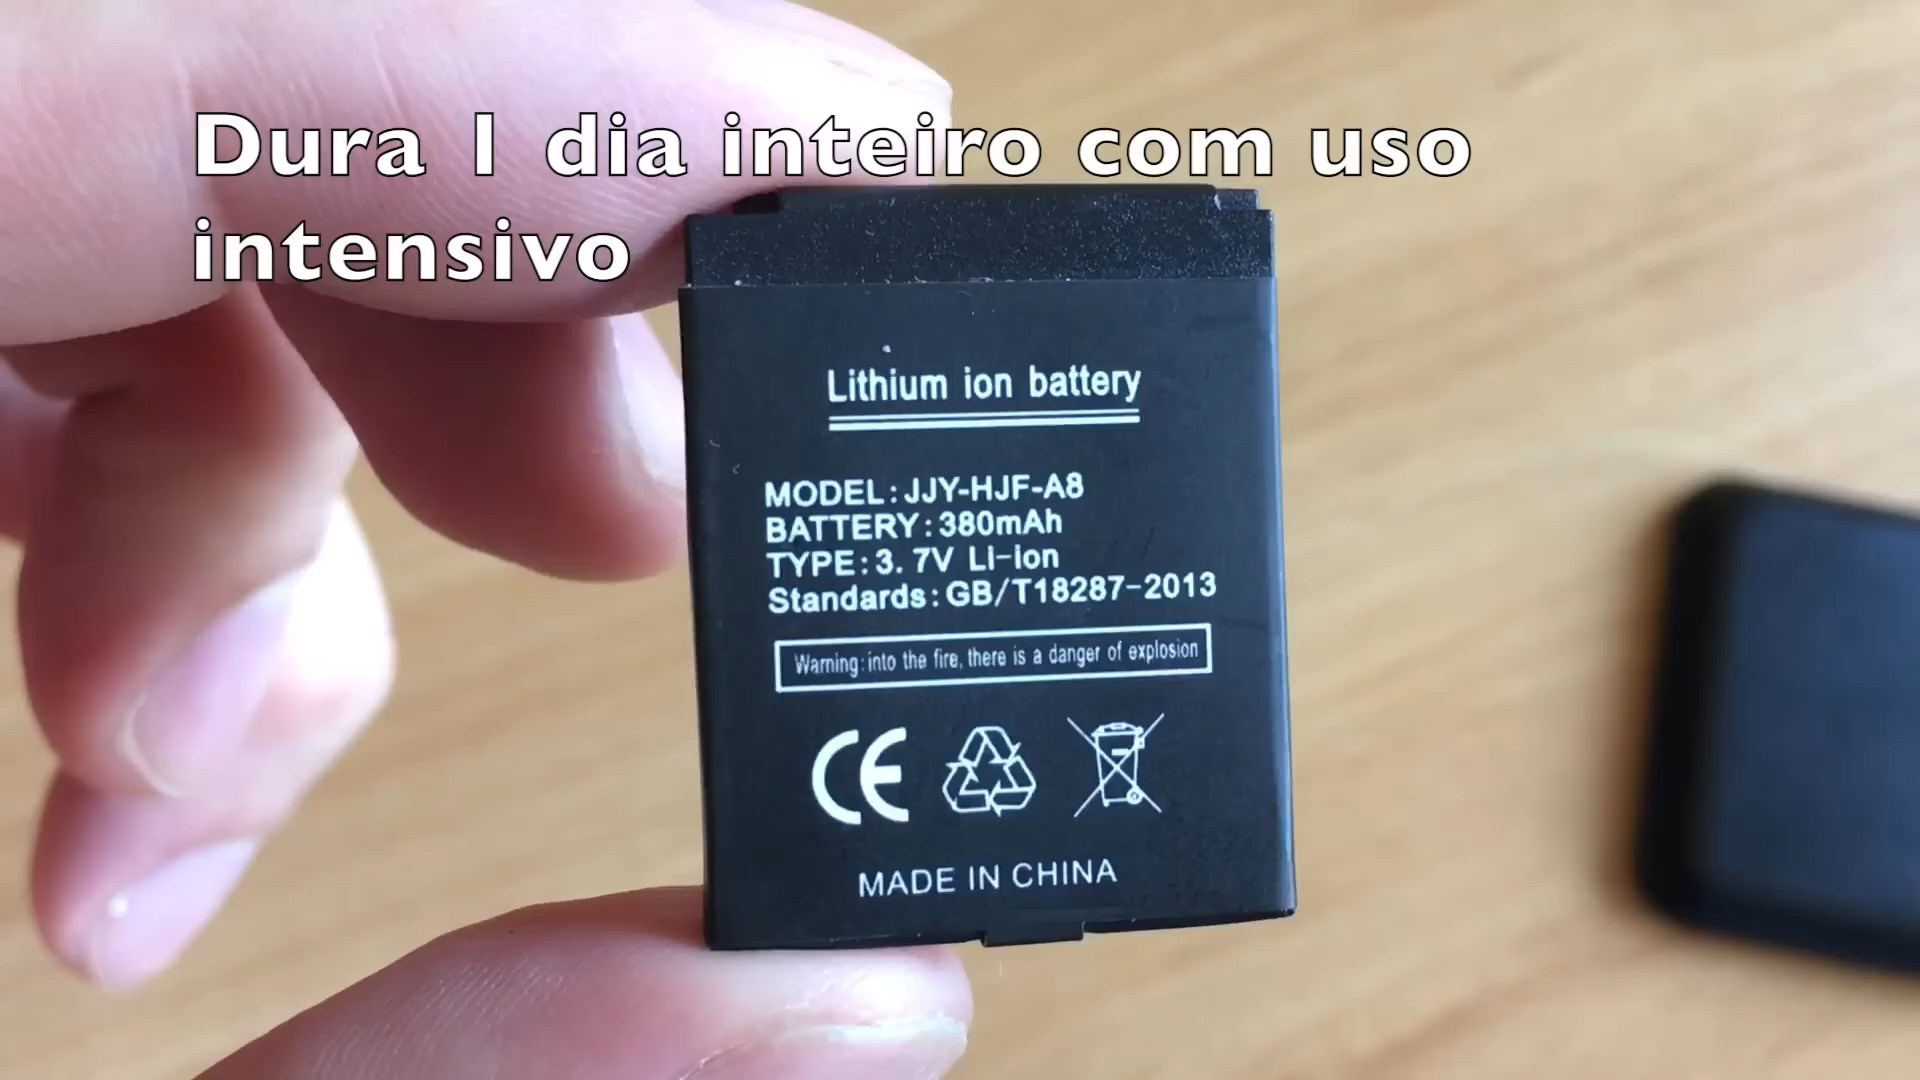 Dura 1 dia inteiro com uso
intensivo
Lithium ion battery
MODEL:JJY-HJF-A8
BATTERY:380mAh
TYPE:3.7V Li-ion
Standards:GB/T18287-2013
Warning:into the fire, there is a danger of explosion
CE
MADE IN CHINA